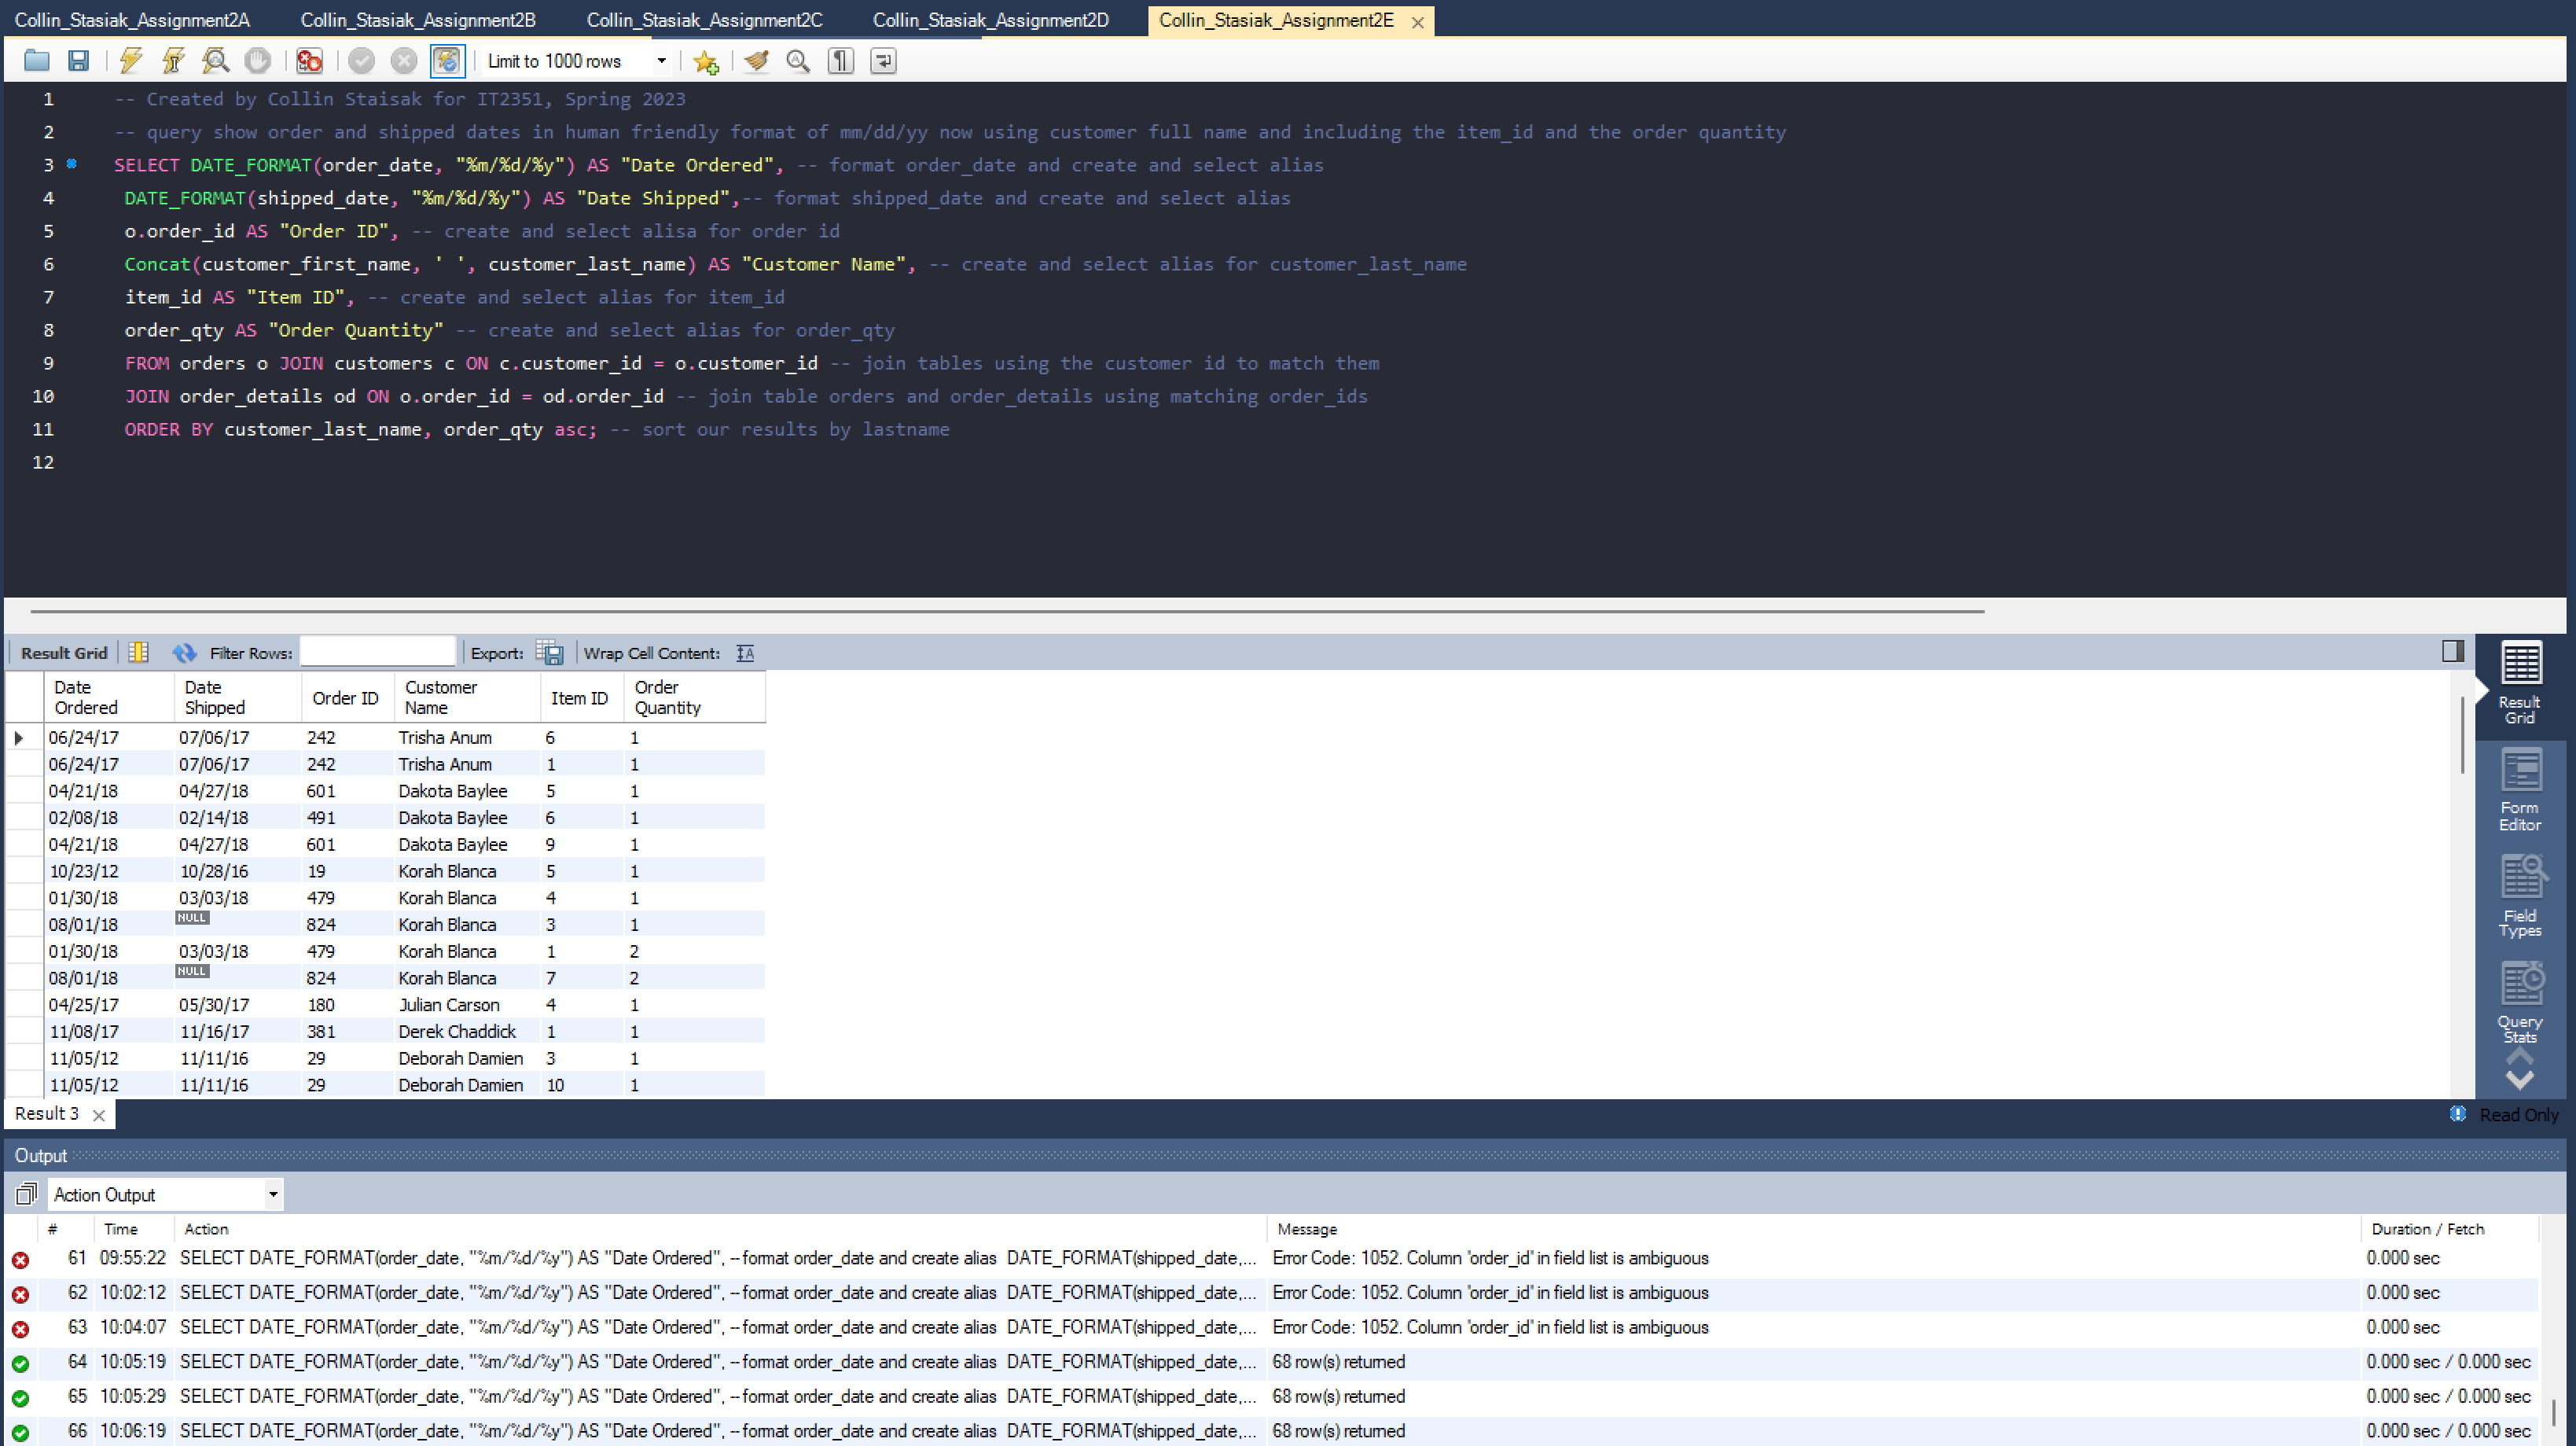 Collin_Stasiak_Assignment2A Collin_Stasiak_Assignment2B Collin_Stasiak_Assignment2C Collin_Stasiak_Assignment2D Collin_Stasiak_Assignment2E
Limit to 1000 rows
1 -- Created by Collin Staisak for IT2351, Spring 2023
2 -- query show order and shipped dates in human friendly format of mm/dd/yy now using customer full name and including the item_id and the order quantity
3 SELECT DATE_FORMAT(order_date, "%m/%d/%y") AS "Date Ordered", -- format order_date and create and select alias
4 DATE_FORMAT(shipped_date, "%m/%d/%y") AS "Date Shipped",-- format shipped_date and create and select alias
5 o.order_id AS "Order ID", -- create and select alisa for order id
6 Concat(customer_first_name, ' ', customer_last_name) AS "Customer Name", -- create and select alias for customer_last_name
7 item_id AS "Item ID", -- create and select alias for item_id
8 order_qty AS "Order Quantity" -- create and select alias for order_qty
9 FROM orders o JOIN customers c ON c.customer_id = o.customer_id -- join tables using the customer id to match them
10 JOIN order_details od ON o.order_id = od.order_id -- join table orders and order_details using matching order_ids
11 ORDER BY customer_last_name, order_qty asc; -- sort our results by lastname
12
Result Grid Filter Rows: Export: Wrap Cell Content:
Date Ordered Date Shipped Order ID Customer Name Item ID Order Quantity
06/24/17 07/06/17 242 Trisha Anum 6 1
06/24/17 07/06/17 242 Trisha Anum 1 1
04/21/18 04/27/18 601 Dakota Baylee 5 1
02/08/18 02/14/18 491 Dakota Baylee 6 1
04/21/18 04/27/18 601 Dakota Baylee 9 1
10/23/12 10/28/16 19 Korah Blanca 5 1
01/30/18 03/03/18 479 Korah Blanca 4 1
08/01/18 NULL 824 Korah Blanca 3 1
01/30/18 03/03/18 479 Korah Blanca 1 2
08/01/18 NULL 824 Korah Blanca 7 2
04/25/17 05/30/17 180 Julian Carson 4 1
11/08/17 11/16/17 381 Derek Chaddick 1 1
11/05/12 11/11/16 29 Deborah Damien 3 1
11/05/12 11/11/16 29 Deborah Damien 10 1
Result
Grid
Form
Editor
Field
Types
Query
Stats
Result 3 Read Only
Output
Action Output
# Time Action Message Duration / Fetch
61 09:55:22 SELECT DATE_FORMAT(order_date, "%m/%d/%y") AS "Date Ordered", -- format order_date and create alias DATE_FORMAT(shipped_date,... Error Code: 1052. Column 'order_id' in field list is ambiguous 0.000 sec
62 10:02:12 SELECT DATE_FORMAT(order_date, "%m/%d/%y") AS "Date Ordered", -- format order_date and create alias DATE_FORMAT(shipped_date,... Error Code: 1052. Column 'order_id' in field list is ambiguous 0.000 sec
63 10:04:07 SELECT DATE_FORMAT(order_date, "%m/%d/%y") AS "Date Ordered", -- format order_date and create alias DATE_FORMAT(shipped_date,... Error Code: 1052. Column 'order_id' in field list is ambiguous 0.000 sec
64 10:05:19 SELECT DATE_FORMAT(order_date, "%m/%d/%y") AS "Date Ordered", -- format order_date and create alias DATE_FORMAT(shipped_date,... 68 row(s) returned 0.000 sec / 0.000 sec
65 10:05:29 SELECT DATE_FORMAT(order_date, "%m/%d/%y") AS "Date Ordered", -- format order_date and create alias DATE_FORMAT(shipped_date,... 68 row(s) returned 0.000 sec / 0.000 sec
66 10:06:19 SELECT DATE_FORMAT(order_date, "%m/%d/%y") AS "Date Ordered", -- format order_date and create alias DATE_FORMAT(shipped_date,... 68 row(s) returned 0.000 sec / 0.000 sec